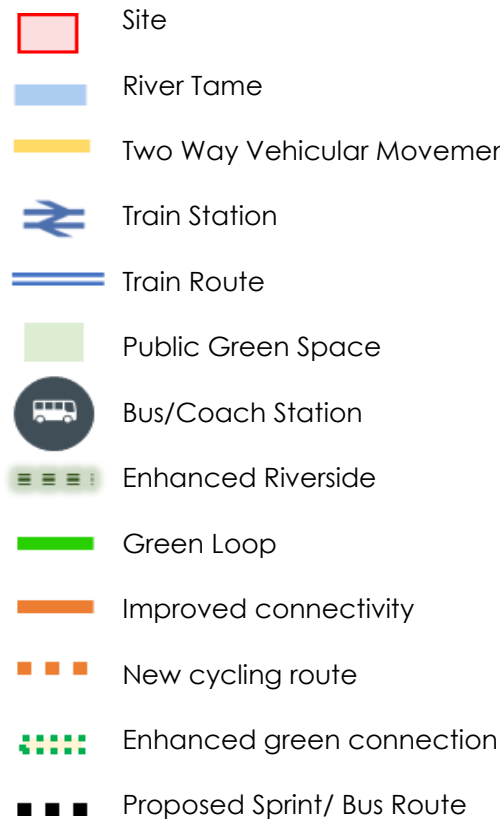 Site
River Tame
Two Way Vehicular
Train Station
Train Route
Public Green Space
Bus/Coach Station
Enhanced Riverside
Green Loop
Improved connectivity
New cycling route
Enhanced green connection
Proposed Sprint/ Bus Route